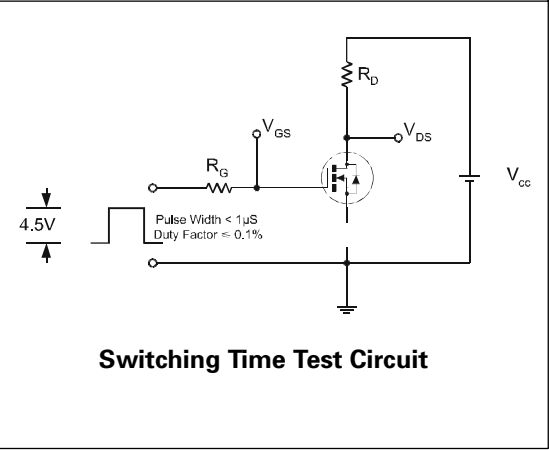 R_D
V_GS
V_DS
R_G
V_cc
4.5V
Pulse Width < 1µS
Duty Factor ≤ 0.1%
Switching Time Test Circuit